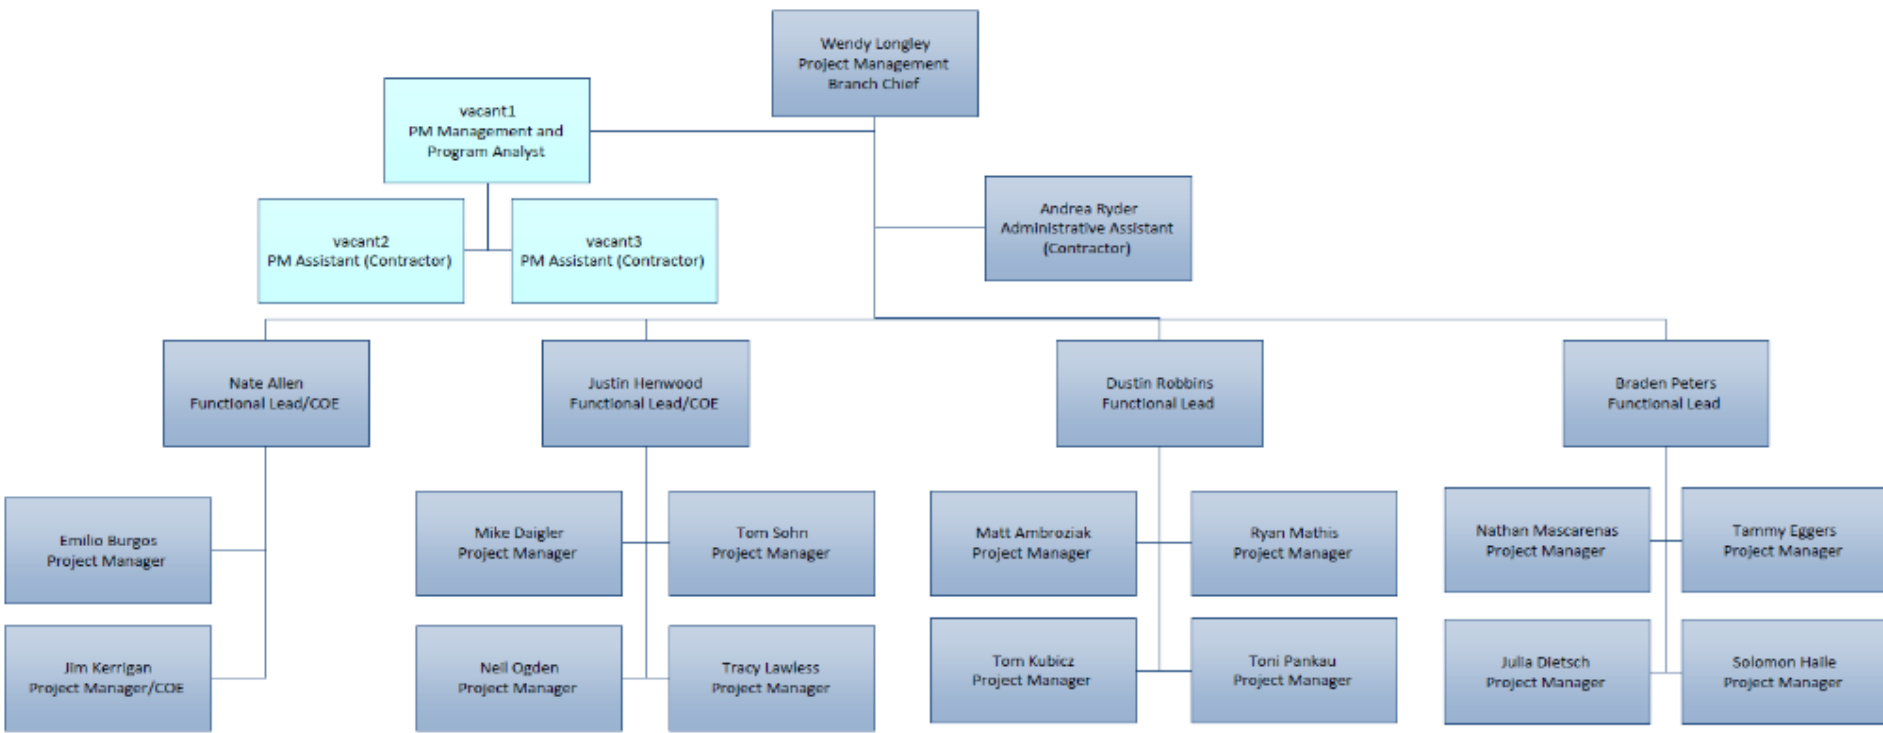 Wendy Longley
Project Management
Branch Chief
vacant1
PM Management and
Program Analyst
Andrea Ryder
Administrative Assistant
(Contractor)
vacant2
PM Assistant (Contractor)
vacant3
PM Assistant (Contractor)
Nate Allen
Functional Lead/COE
Justin Henwood
Functional Lead/COE
Dustin Robbins
Functional Lead
Braden Peters
Functional Lead
Emilio Burgos
Project Manager
Jim Kerrigan
Project Manager/COE
Mike Daigler
Project Manager
Tom Sohn
Project Manager
Neil Ogden
Project Manager
Tracy Lawless
Project Manager
Matt Ambroziak
Project Manager
Ryan Mathis
Project Manager
Tom Kubicz
Project Manager
Toni Pankau
Project Manager
Nathan Mascarenas
Project Manager
Tammy Eggers
Project Manager
Julia Dietsch
Project Manager
Solomon Haile
Project Manager